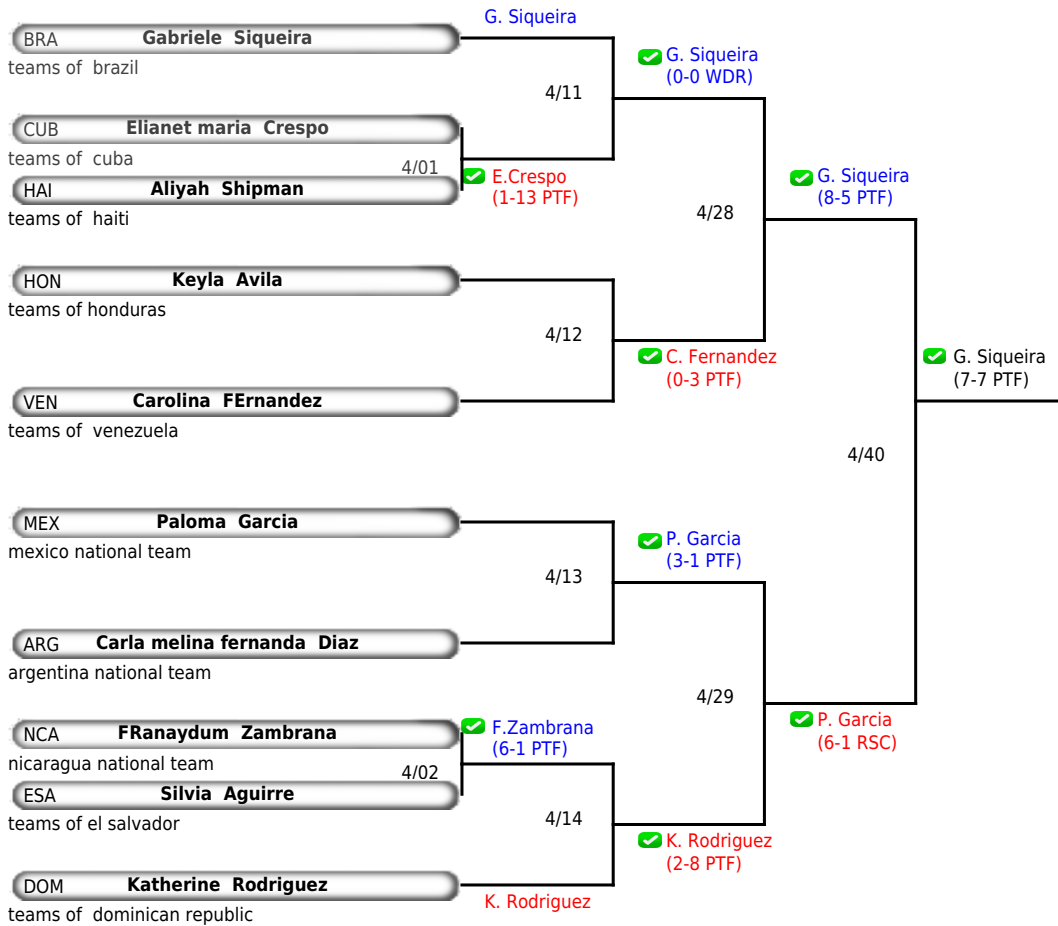 G. Siqueira
BRA Gabriele Siqueira
teams of brazil
G. Siqueira
(0-0 WDR)
4/11
CUB Elianet maria Crespo
teams of cuba
4/01
E.Crespo
(1-13 PTF)
HAI Aliyah Shipman
teams of haiti
G. Siqueira
(8-5 PTF)
4/28
HON Keyla Avila
teams of honduras
4/12
C. Fernandez
(0-3 PTF)
G. Siqueira
(7-7 PTF)
VEN Carolina FErnandez
teams of venezuela
4/40
MEX Paloma Garcia
mexico national team
P. Garcia
(3-1 PTF)
4/13
ARG Carla melina fernanda Diaz
argentina national team
4/29
P. Garcia
(6-1 RSC)
NCA FRanaydum Zambrana
nicaragua national team
F.Zambrana
(6-1 PTF)
4/02
ESA Silvia Aguirre
teams of el salvador
4/14
K. Rodriguez
(2-8 PTF)
DOM Katherine Rodriguez
teams of dominican republic
K. Rodriguez